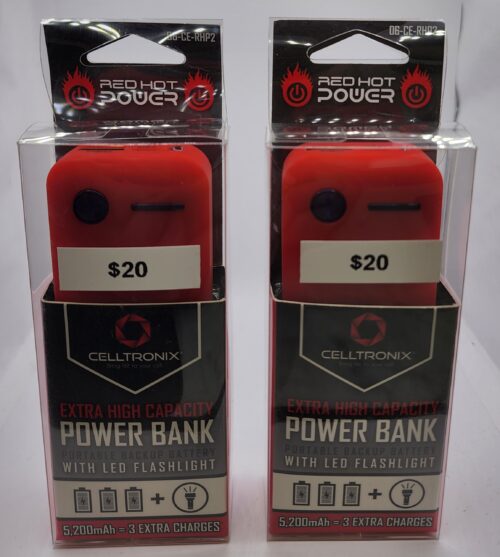 06-CE-RHP2
RED HOT
POWER
$20
CELLTRONIX
EXTRA HIGH CAPACITY
POWER BANK
PORTABLE BACKUP BATTERY
WITH LED FLASHLIGHT
+
5,200mAh = 3 EXTRA CHARGES
06-CE-RHP2
RED HOT
POWER
$20
CELLTRONIX
EXTRA HIGH CAPACITY
POWER BANK
PORTABLE BACKUP BATTERY
WITH LED FLASHLIGHT
+
5,200mAh = 3 EXTRA CHARGES